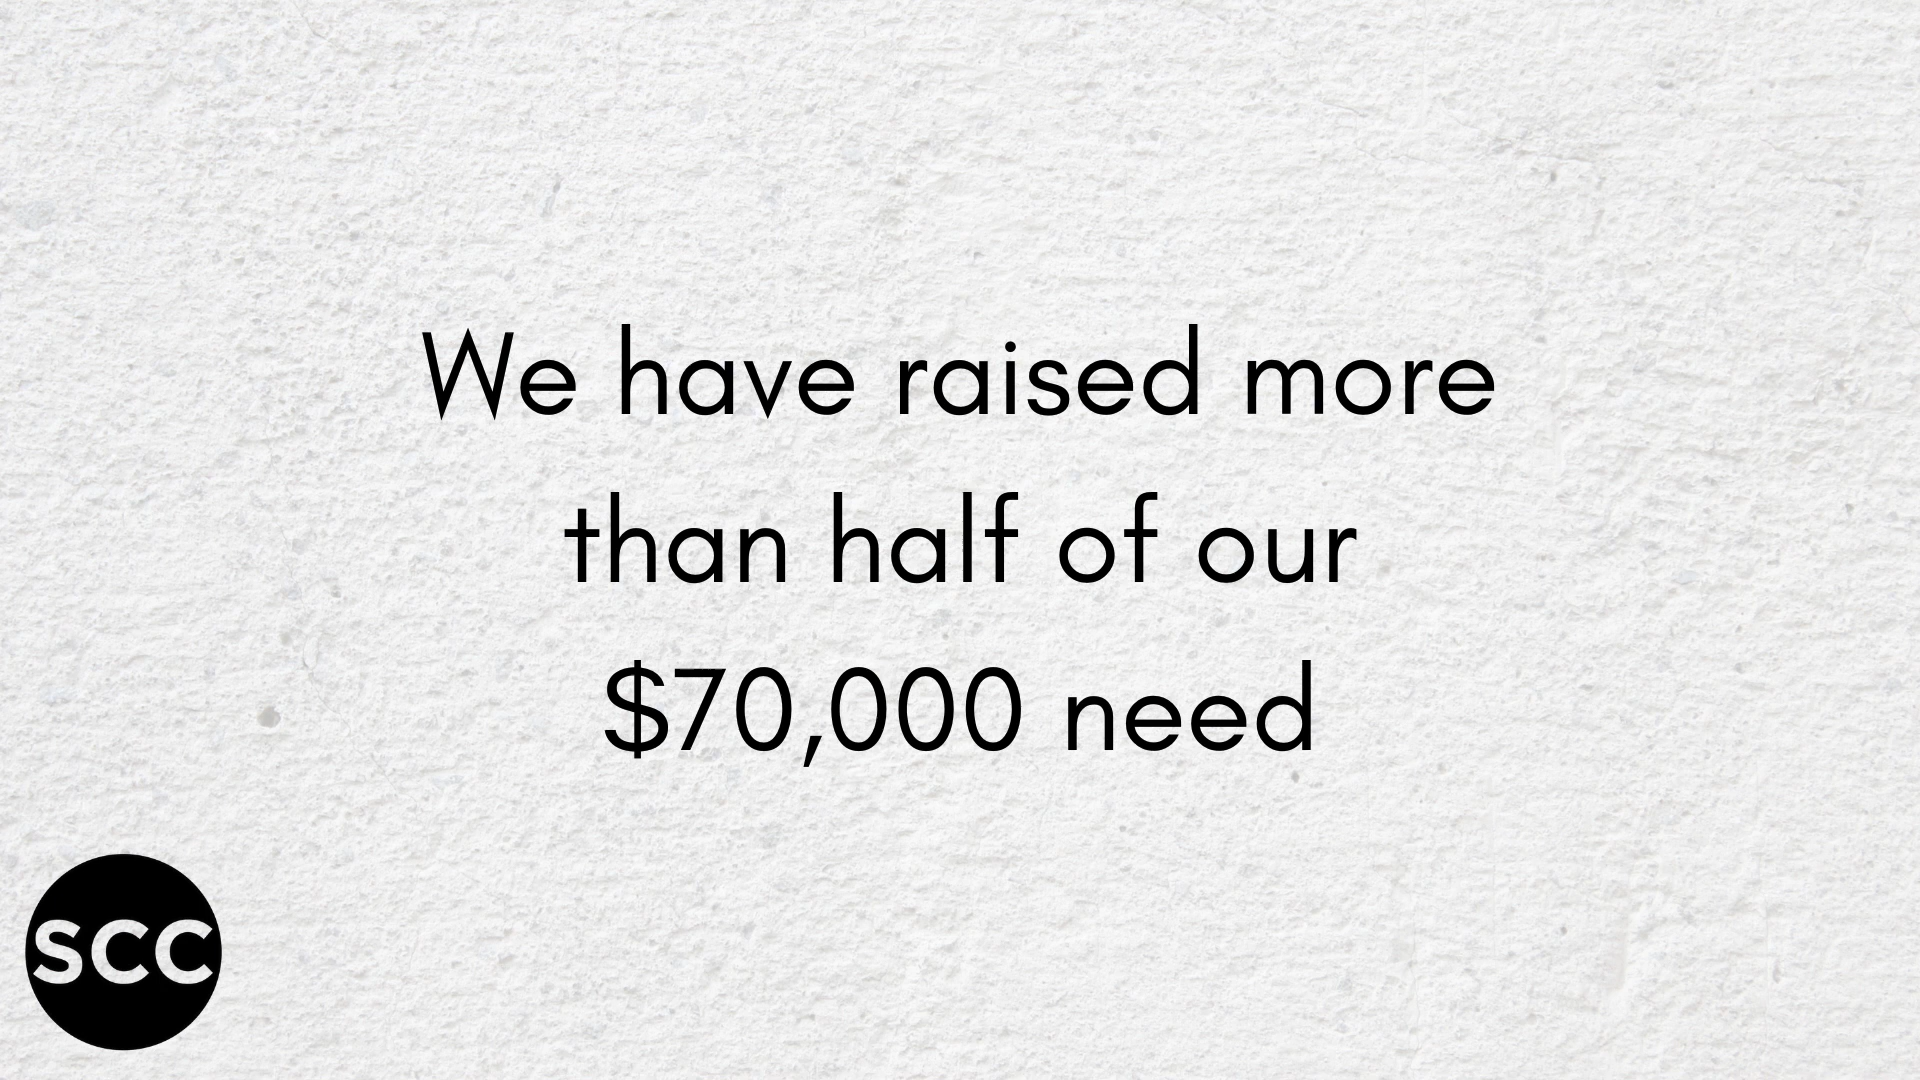 We have raised more
than half of our
$70,000 need
SCC